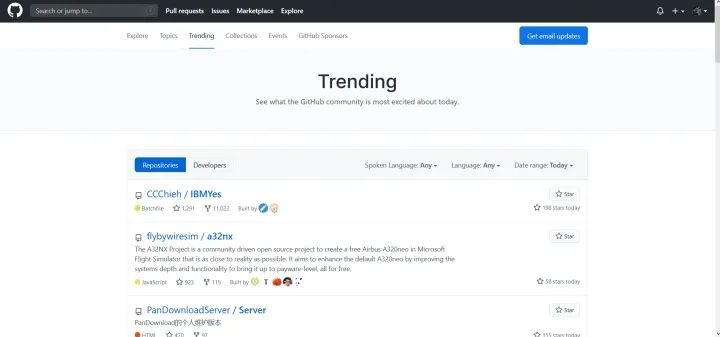 Search or jump to... / Pull requests Issues Marketplace Explore
Explore Topics Trending Collections Events GitHub Sponsors Get email updates
Trending
See what the GitHub community is most excited about today.
Repositories Developers Spoken Language: Any Language: Any Date range: Today
CCChieh / IBMYes Star
Batchfile 1,291 11,022 Built by 198 stars today
flybywiresim / a32nx Star
The A32NX Project is a community driven open source project to create a free Airbus A320neo in Microsoft
Flight Simulator that is as close to reality as possible. It aims to enhance the default A320neo by improving the
systems depth and functionality to bring it up to payware-level, all for free.
JavaScript 923 115 Built by 58 stars today
PanDownloadServer / Server Star
PanDownload的个人维护版本
HTML 420 97 115 stars today